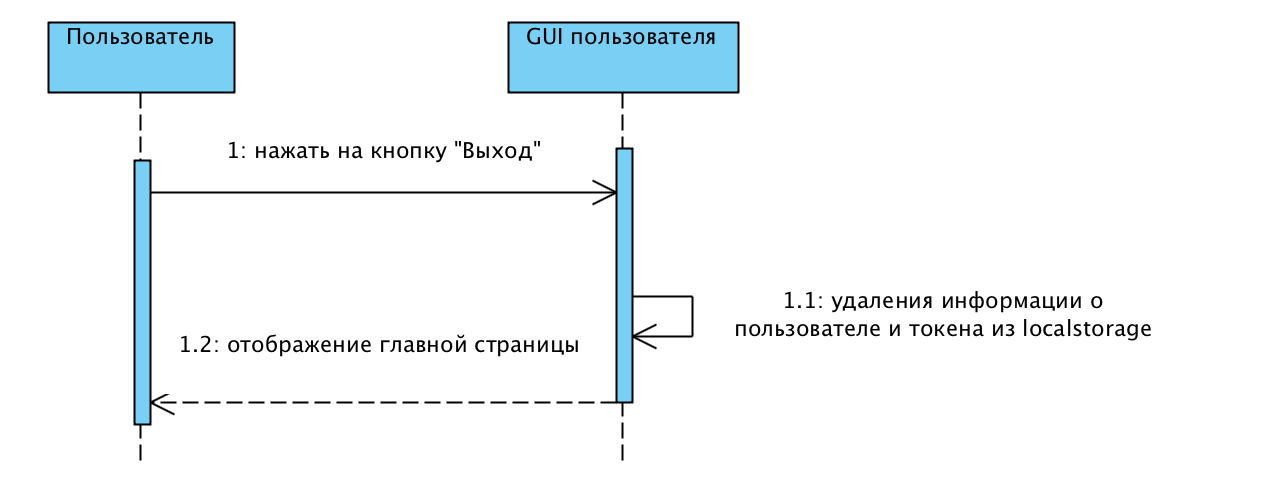 Пользователь
GUI пользователя
1: нажать на кнопку "Выход"
1.1: удаления информации о
пользователе и токена из localstorage
1.2: отображение главной страницы